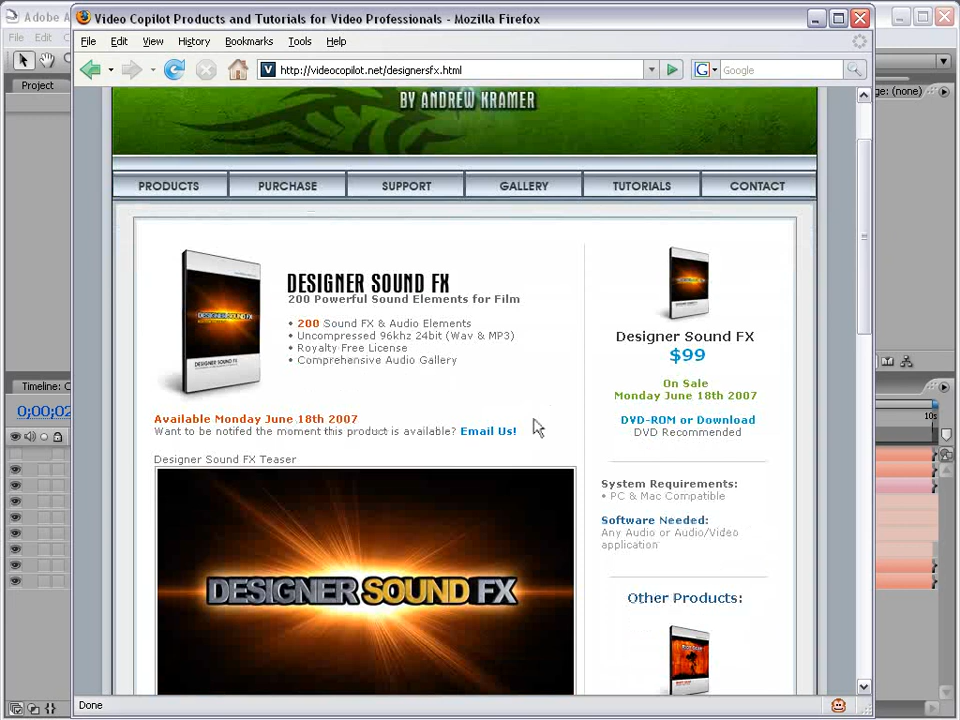 Adobe A
Video Copilot Products and Tutorials for Video Professionals - Mozilla Firefox
File Edit
File Edit View History Bookmarks Tools Help
http://videocopilot.net/designersfx.html
Google
Project
(none)
BY ANDREW KRAMER
PRODUCTS PURCHASE SUPPORT GALLERY TUTORIALS CONTACT
DESIGNER SOUND FX
200 Powerful Sound Elements for Film
• 200 Sound FX & Audio Elements
• Uncompressed 96khz 24bit (Wav & MP3)
• Royalty Free License
• Comprehensive Audio Gallery
Designer Sound FX
$99
On Sale
Monday June 18th 2007
DVD-ROM or Download
DVD Recommended
Available Monday June 18th 2007
Want to be notifed the moment this product is available? Email Us!
Designer Sound FX Teaser
DESIGNER SOUND FX
System Requirements:
• PC & Mac Compatible
Software Needed:
Any Audio or Audio/Video
application
Other Products:
Timeline: C
0;00;02
10s
Done